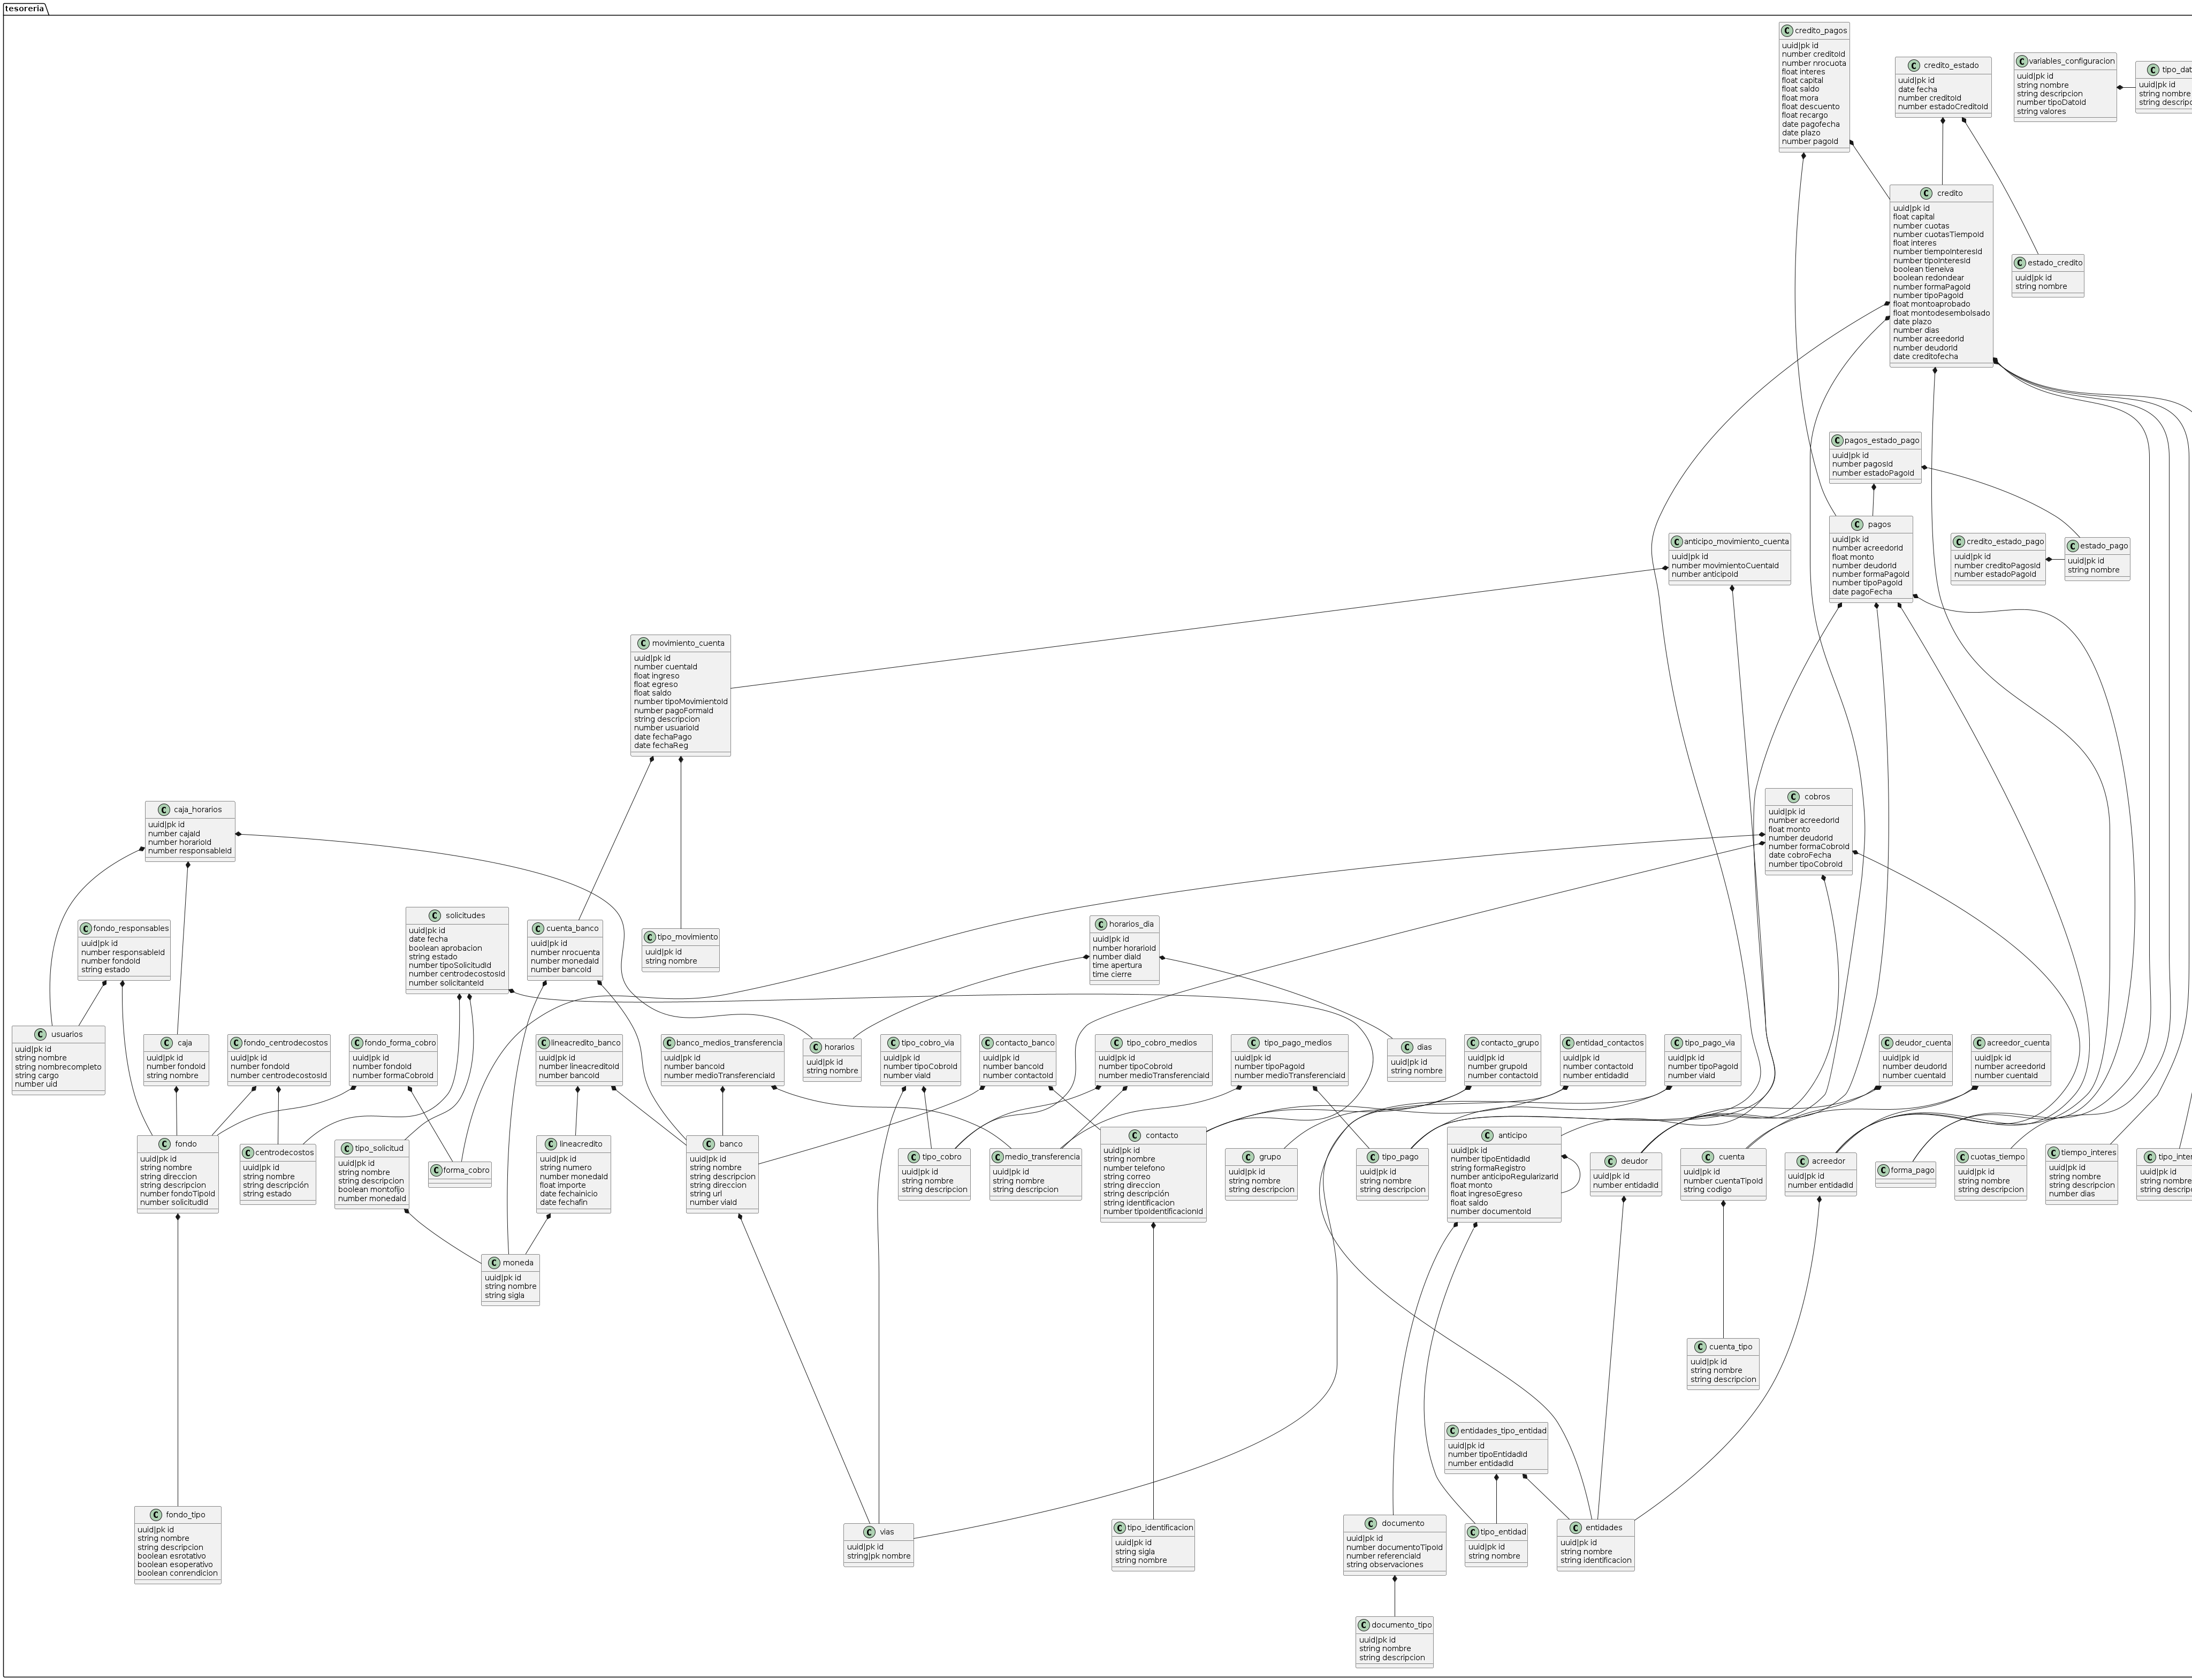 tesoreria
C credito_pagos
uuid|pk id
number creditoId
number nrocuota
float interes
float capital
float saldo
float mora
float descuento
float recargo
date pagofecha
date plazo
number pagoId
C credito_estado
uuid|pk id
date fecha
number creditoId
number estadoCreditoId
C variables_configuracion
uuid|pk id
string nombre
string descripcion
number tipoDatoId
string valores
C tipo_dat
uuid|pk id
string nombre
string descripc
C credito
uuid|pk id
float capital
number cuotas
number cuotasTiempoId
float interes
number tiempoInteresId
number tipoInteresId
boolean tieneiva
boolean redondear
number formaPagoId
number tipoPagoId
float montoaprobado
float montodesembolsado
date plazo
number dias
number acreedorId
number deudorId
date creditofecha
C estado_credito
uuid|pk id
string nombre
C pagos_estado_pago
uuid|pk id
number pagosId
number estadoPagoId
C pagos
uuid|pk id
number acreedorId
float monto
number deudorId
number formaPagoId
number tipoPagoId
date pagoFecha
C anticipo_movimiento_cuenta
uuid|pk id
number movimientoCuentaId
number anticipoId
C credito_estado_pago
uuid|pk id
number creditoPagosId
number estadoPagoId
C estado_pago
uuid|pk id
string nombre
C movimiento_cuenta
uuid|pk id
number cuentaId
float ingreso
float egreso
float saldo
number tipoMovimientoId
number pagoFormaId
string descripcion
number usuarioId
date fechaPago
date fechaReg
C caja_horarios
uuid|pk id
number cajaId
number horarioId
number responsableId
C cobros
uuid|pk id
number acreedorId
float monto
number deudorId
number formaCobroId
date cobroFecha
number tipoCobroId
C fondo_responsables
uuid|pk id
number responsableId
number fondoId
string estado
C solicitudes
uuid|pk id
date fecha
boolean aprobacion
string estado
number tipoSolicitudId
number centrodecostosId
number solicitanteId
C cuenta_banco
uuid|pk id
number nrocuenta
number monedaId
number bancoId
C tipo_movimiento
uuid|pk id
string nombre
C horarios_dia
uuid|pk id
number horarioId
number diaId
time apertura
time cierre
C usuarios
uuid|pk id
string nombre
string nombrecompleto
string cargo
number uid
C caja
uuid|pk id
number fondoId
string nombre
C fondo_centrodecostos
uuid|pk id
number fondoId
number centrodecostosId
C fondo_forma_cobro
uuid|pk id
number fondoId
number formaCobroId
C lineacredito_banco
uuid|pk id
number lineacreditoId
number bancoId
C banco_medios_transferencia
uuid|pk id
number bancoId
number medioTransferenciaId
C horarios
uuid|pk id
string nombre
C tipo_cobro_via
uuid|pk id
number tipoCobroId
number viaId
C contacto_banco
uuid|pk id
number bancoId
number contactoId
C tipo_cobro_medios
uuid|pk id
number tipoCobroId
number medioTransferenciaId
C tipo_pago_medios
uuid|pk id
number tipoPagoId
number medioTransferenciaId
C dias
uuid|pk id
string nombre
C contacto_grupo
uuid|pk id
number grupoId
number contactoId
C entidad_contactos
uuid|pk id
number contactoId
number entidadId
C tipo_pago_via
uuid|pk id
number tipoPagoId
number viaId
C deudor_cuenta
uuid|pk id
number deudorId
number cuentaId
C acreedor_cuenta
uuid|pk id
number acreedorId
number cuentaId
C fondo
uuid|pk id
string nombre
string direccion
string descripcion
number fondoTipoId
number solicitudId
C centrodecostos
uuid|pk id
string nombre
string descripción
string estado
C tipo_solicitud
uuid|pk id
string nombre
string descripcion
boolean montofijo
number monedaId
C forma_cobro
C lineacredito
uuid|pk id
string numero
number monedaId
float importe
date fechainicio
date fechafin
C banco
uuid|pk id
string nombre
string descripcion
string direccion
string url
number viaId
C tipo_cobro
uuid|pk id
string nombre
string descripcion
C medio_transferencia
uuid|pk id
string nombre
string descripcion
C contacto
uuid|pk id
string nombre
number telefono
string correo
string direccion
string descripción
string identificacion
number tipoIdentificacionId
C grupo
uuid|pk id
string nombre
string descripcion
C tipo_pago
uuid|pk id
string nombre
string descripcion
C anticipo
uuid|pk id
number tipoEntidadId
string formaRegistro
number anticipoRegularizarId
float monto
float ingresoEgreso
float saldo
number documentoId
C deudor
uuid|pk id
number entidadId
C cuenta
uuid|pk id
number cuentaTipoId
string codigo
C acreedor
uuid|pk id
number entidadId
C forma_pago
C cuotas_tiempo
uuid|pk id
string nombre
string descripcion
C tiempo_interes
uuid|pk id
string nombre
string descripcion
number dias
C tipo_inter
uuid|pk id
string nombre
string descripc
C moneda
uuid|pk id
string nombre
string sigla
C cuenta_tipo
uuid|pk id
string nombre
string descripcion
C entidades_tipo_entidad
uuid|pk id
number tipoEntidadId
number entidadId
C fondo_tipo
uuid|pk id
string nombre
string descripcion
boolean esrotativo
boolean esoperativo
boolean conrendicion
C vias
uuid|pk id
string|pk nombre
C tipo_identificacion
uuid|pk id
string sigla
string nombre
C documento
uuid|pk id
number documentoTipoId
number referenciaId
string observaciones
C tipo_entidad
uuid|pk id
string nombre
C entidades
uuid|pk id
string nombre
string identificacion
C documento_tipo
uuid|pk id
string nombre
string descripcion